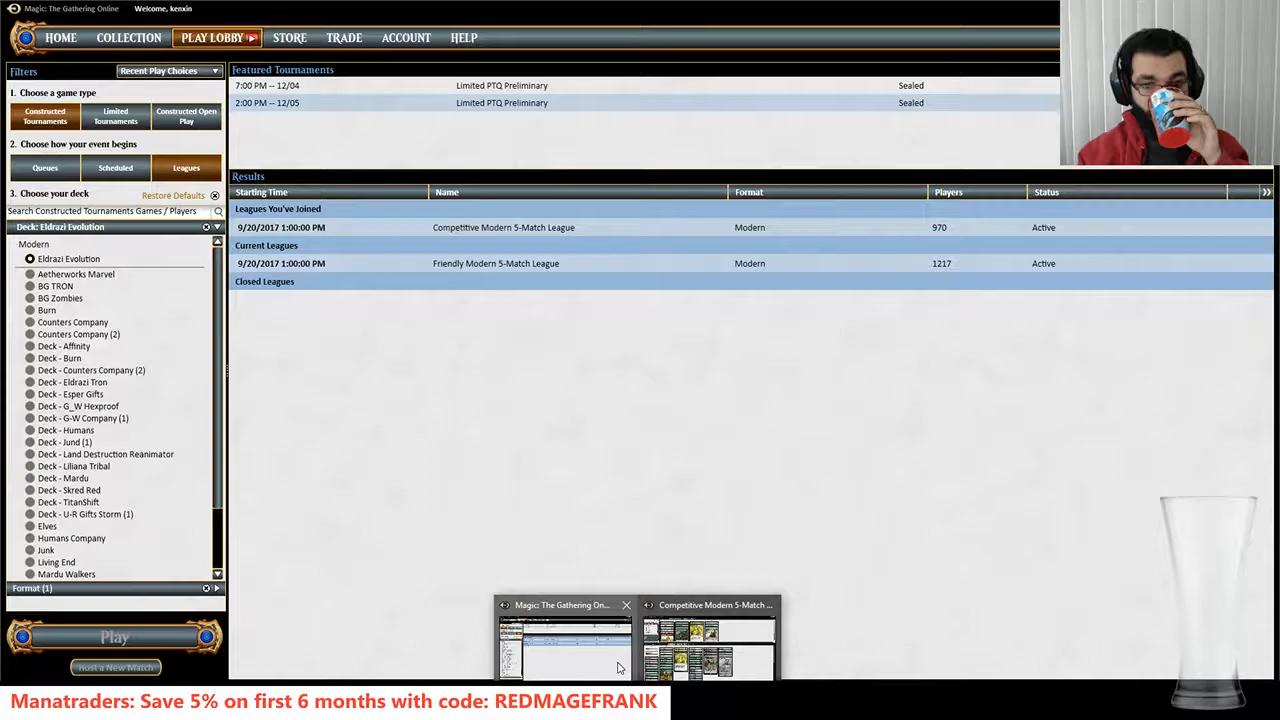 Magic: The Gathering Online Welcome, kenxin
HOME COLLECTION PLAY LOBBY STORE TRADE ACCOUNT HELP
Filters
Recent Play Choices
1. Choose a game type
Constructed Tournaments
Limited Tournaments
Constructed Open Play
2. Choose how your event begins
Queues Scheduled Leagues
3. Choose your deck
Restore Defaults
Search Constructed Tournaments Games / Players
Deck: Eldrazi Evolution
Modern
Eldrazi Evolution
Aetherworks Marvel
BG TRON
BG Zombies
Burn
Counters Company
Counters Company (2)
Deck - Affinity
Deck - Burn
Deck - Counters Company (2)
Deck - Eldrazi Tron
Deck - Esper Gifts
Deck - G_W Hexproof
Deck - G-W Company (1)
Deck - Humans
Deck - Jund (1)
Deck - Land Destruction Reanimator
Deck - Liliana Tribal
Deck - Mardu
Deck - Skred Red
Deck - TitanShift
Deck - U-R Gifts Storm (1)
Elves
Humans Company
Junk
Living End
Mardu Walkers
Format (1)
Play
Host a New Match
Featured Tournaments
7:00 PM -- 12/04 Limited PTQ Preliminary Sealed
2:00 PM -- 12/05 Limited PTQ Preliminary Sealed
Results
Starting Time Name Format Players Status
Leagues You've Joined
9/20/2017 1:00:00 PM Competitive Modern 5-Match League Modern 970 Active
Current Leagues
9/20/2017 1:00:00 PM Friendly Modern 5-Match League Modern 1217 Active
Closed Leagues
Magic: The Gathering On... Competitive Modern 5-Match ...
Manatraders: Save 5% on first 6 months with code: REDMAGEFRANK